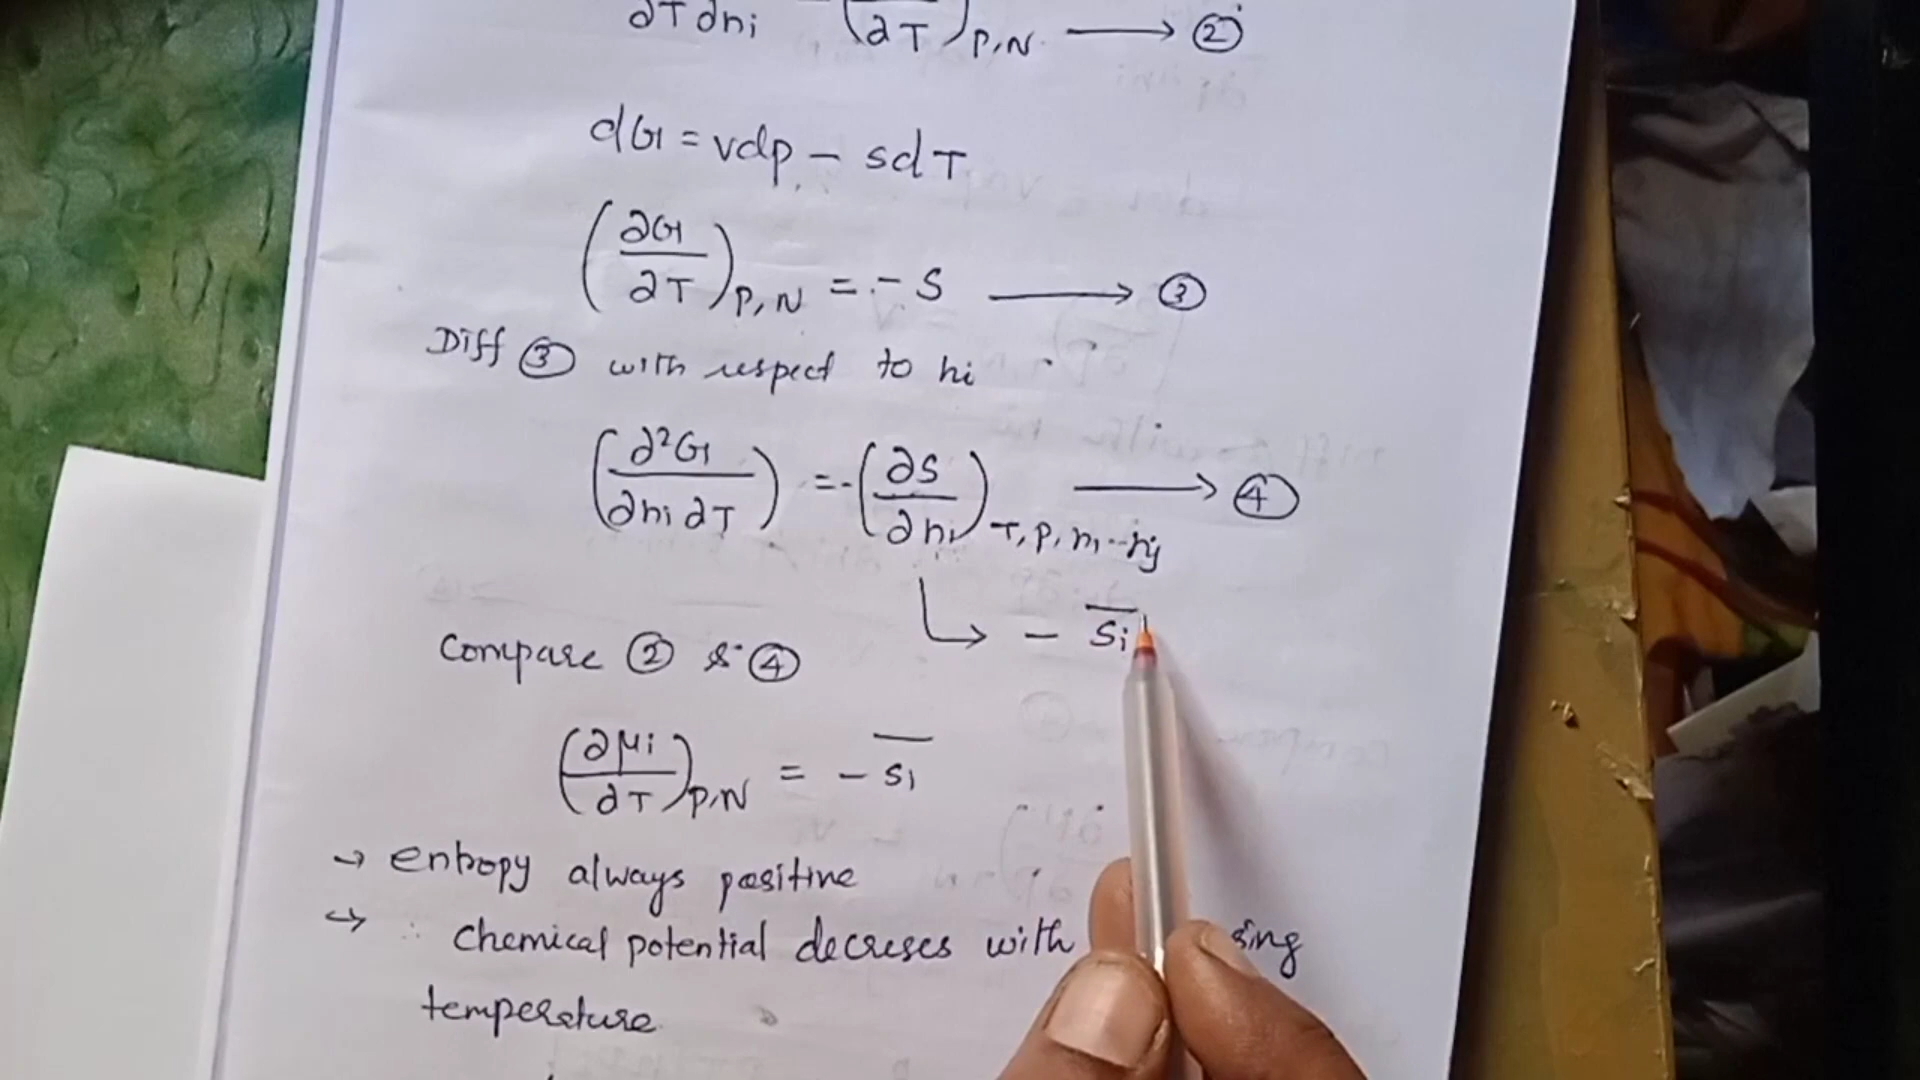 ∂T∂ni (∂T)P,N. → ②
dG = vdp - sdT
(∂G/∂T)P,N = - S → ③
Diff ③ with respect to ni
(∂²G/∂ni ∂T) = -(∂S/∂ni)T, P, n1 -- nj → ④
↳ - S̅i
Compare ② & ④
(∂μi/∂T)P,N = - S̅i
→ entropy always positive
→ ∴ chemical potential decreses with sing
temperature